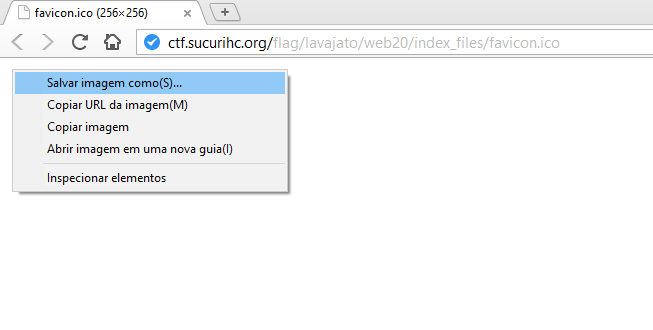 favicon.ico (256×256)
ctf.sucurihc.org/flag/lavajato/web20/index_files/favicon.ico
Salvar imagem como(S)...
Copiar URL da imagem(M)
Copiar imagem
Abrir imagem em uma nova guia(I)
Inspecionar elementos